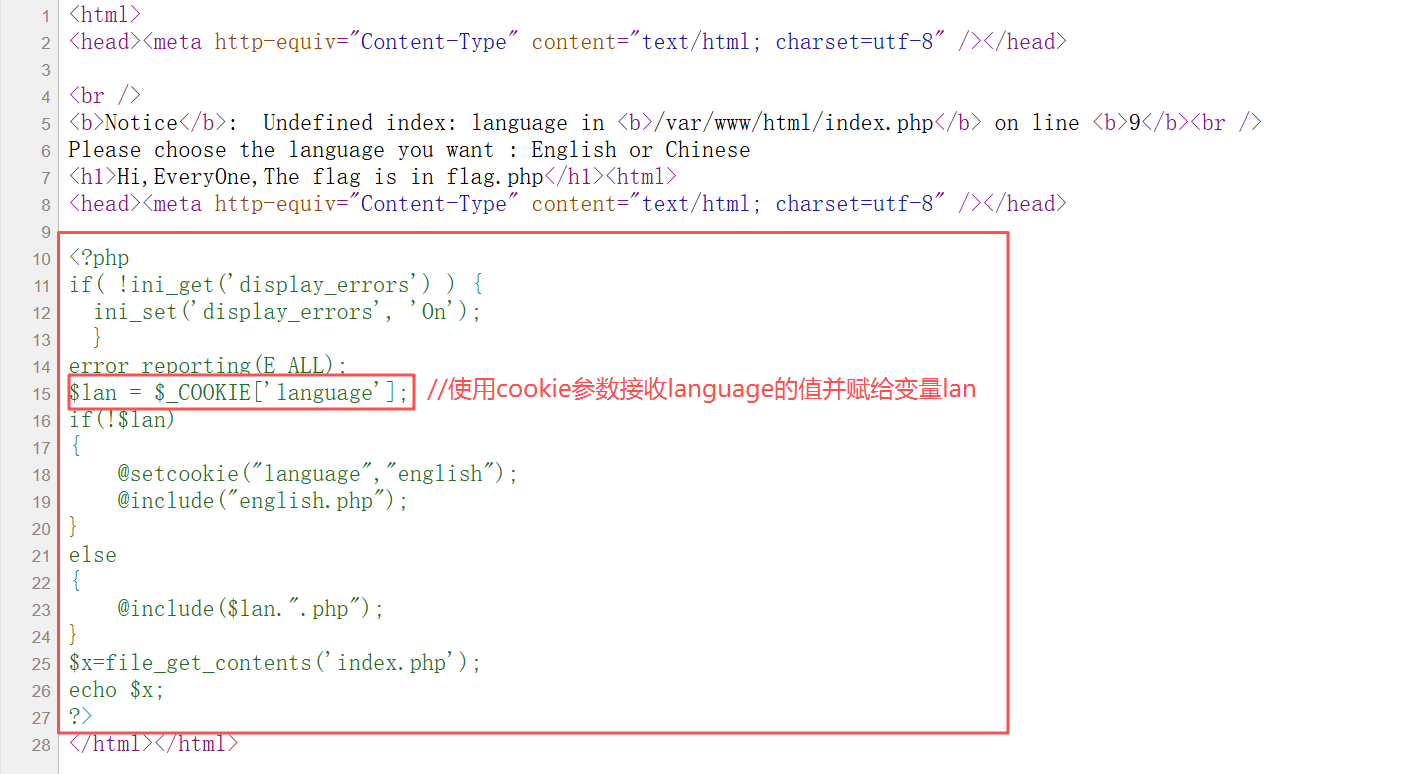 1 <html>
2 <head><meta http-equiv="Content-Type" content="text/html; charset=utf-8" /></head>
3
4 <br />
5 <b>Notice</b>:  Undefined index: language in <b>/var/www/html/index.php</b> on line <b>9</b><br />
6 Please choose the language you want : English or Chinese
7 <h1>Hi,EveryOne,The flag is in flag.php</h1><html>
8 <head><meta http-equiv="Content-Type" content="text/html; charset=utf-8" /></head>
9
10 <?php
11 if( !ini_get('display_errors') ) {
12   ini_set('display_errors', 'On');
13   }
14 error_reporting(E_ALL);
15 $lan = $_COOKIE['language']; //使用cookie参数接收language的值并赋给变量lan
16 if(!$lan)
17 {
18     @setcookie("language","english");
19     @include("english.php");
20 }
21 else
22 {
23     @include($lan.".php");
24 }
25 $x=file_get_contents('index.php');
26 echo $x;
27 ?>
28 </html></html>